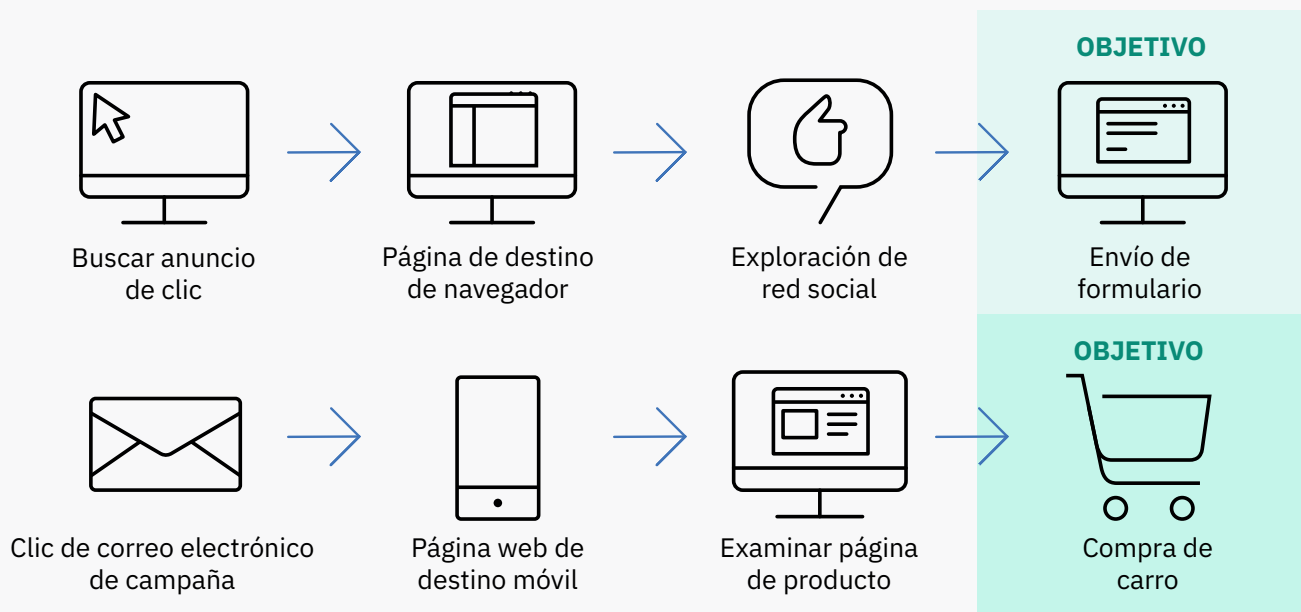 OBJETIVO
Buscar anuncio
de clic
Página de destino
de navegador
Exploración de
red social
Envío de
formulario
OBJETIVO
Clic de correo electrónico
de campaña
Página web de
destino móvil
Examinar página
de producto
Compra de
carro